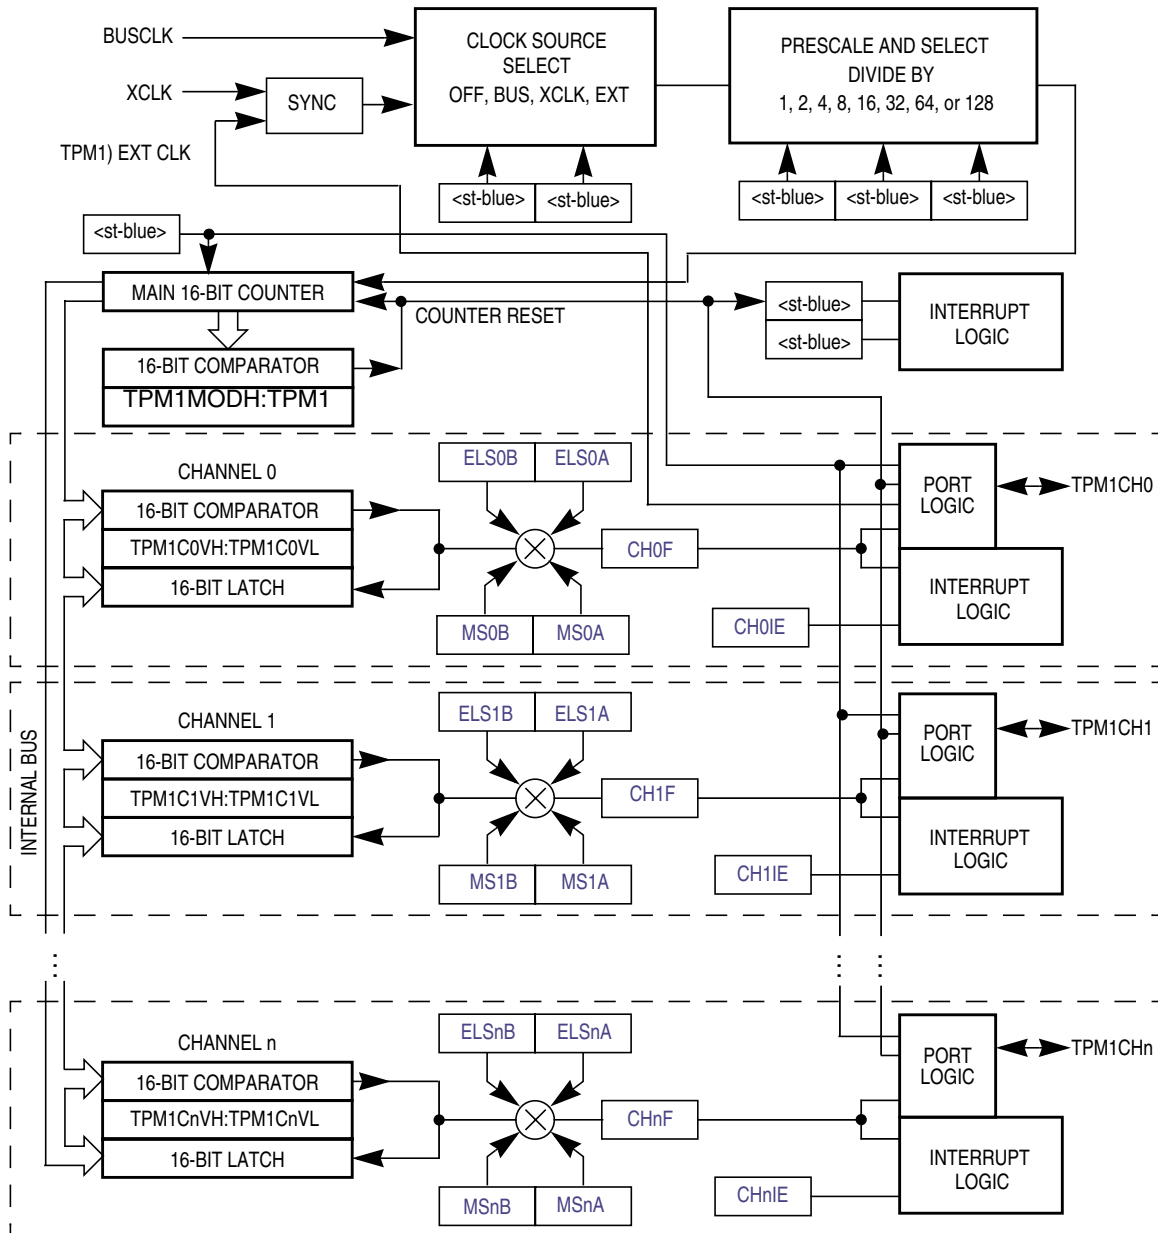 BUSCLK
XCLK
SYNC
TPM1) EXT CLK
CLOCK SOURCE
SELECT
OFF, BUS, XCLK, EXT
PRESCALE AND SELECT
DIVIDE BY
1, 2, 4, 8, 16, 32, 64, or 128
<st-blue> <st-blue>
<st-blue> <st-blue> <st-blue>
<st-blue>
MAIN 16-BIT COUNTER
COUNTER RESET
<st-blue>
<st-blue>
INTERRUPT
LOGIC
16-BIT COMPARATOR
TPM1MODH:TPM1
CHANNEL 0
16-BIT COMPARATOR
TPM1C0VH:TPM1C0VL
16-BIT LATCH
ELS0B ELS0A
CH0F
MS0B MS0A
CH0IE
PORT
LOGIC
TPM1CH0
INTERRUPT
LOGIC
INTERNAL BUS
CHANNEL 1
16-BIT COMPARATOR
TPM1C1VH:TPM1C1VL
16-BIT LATCH
ELS1B ELS1A
CH1F
MS1B MS1A
CH1IE
PORT
LOGIC
TPM1CH1
INTERRUPT
LOGIC
...
... ...
CHANNEL n
16-BIT COMPARATOR
TPM1CnVH:TPM1CnVL
16-BIT LATCH
ELSnB ELSnA
CHnF
MSnB MSnA
CHnIE
PORT
LOGIC
TPM1CHn
INTERRUPT
LOGIC